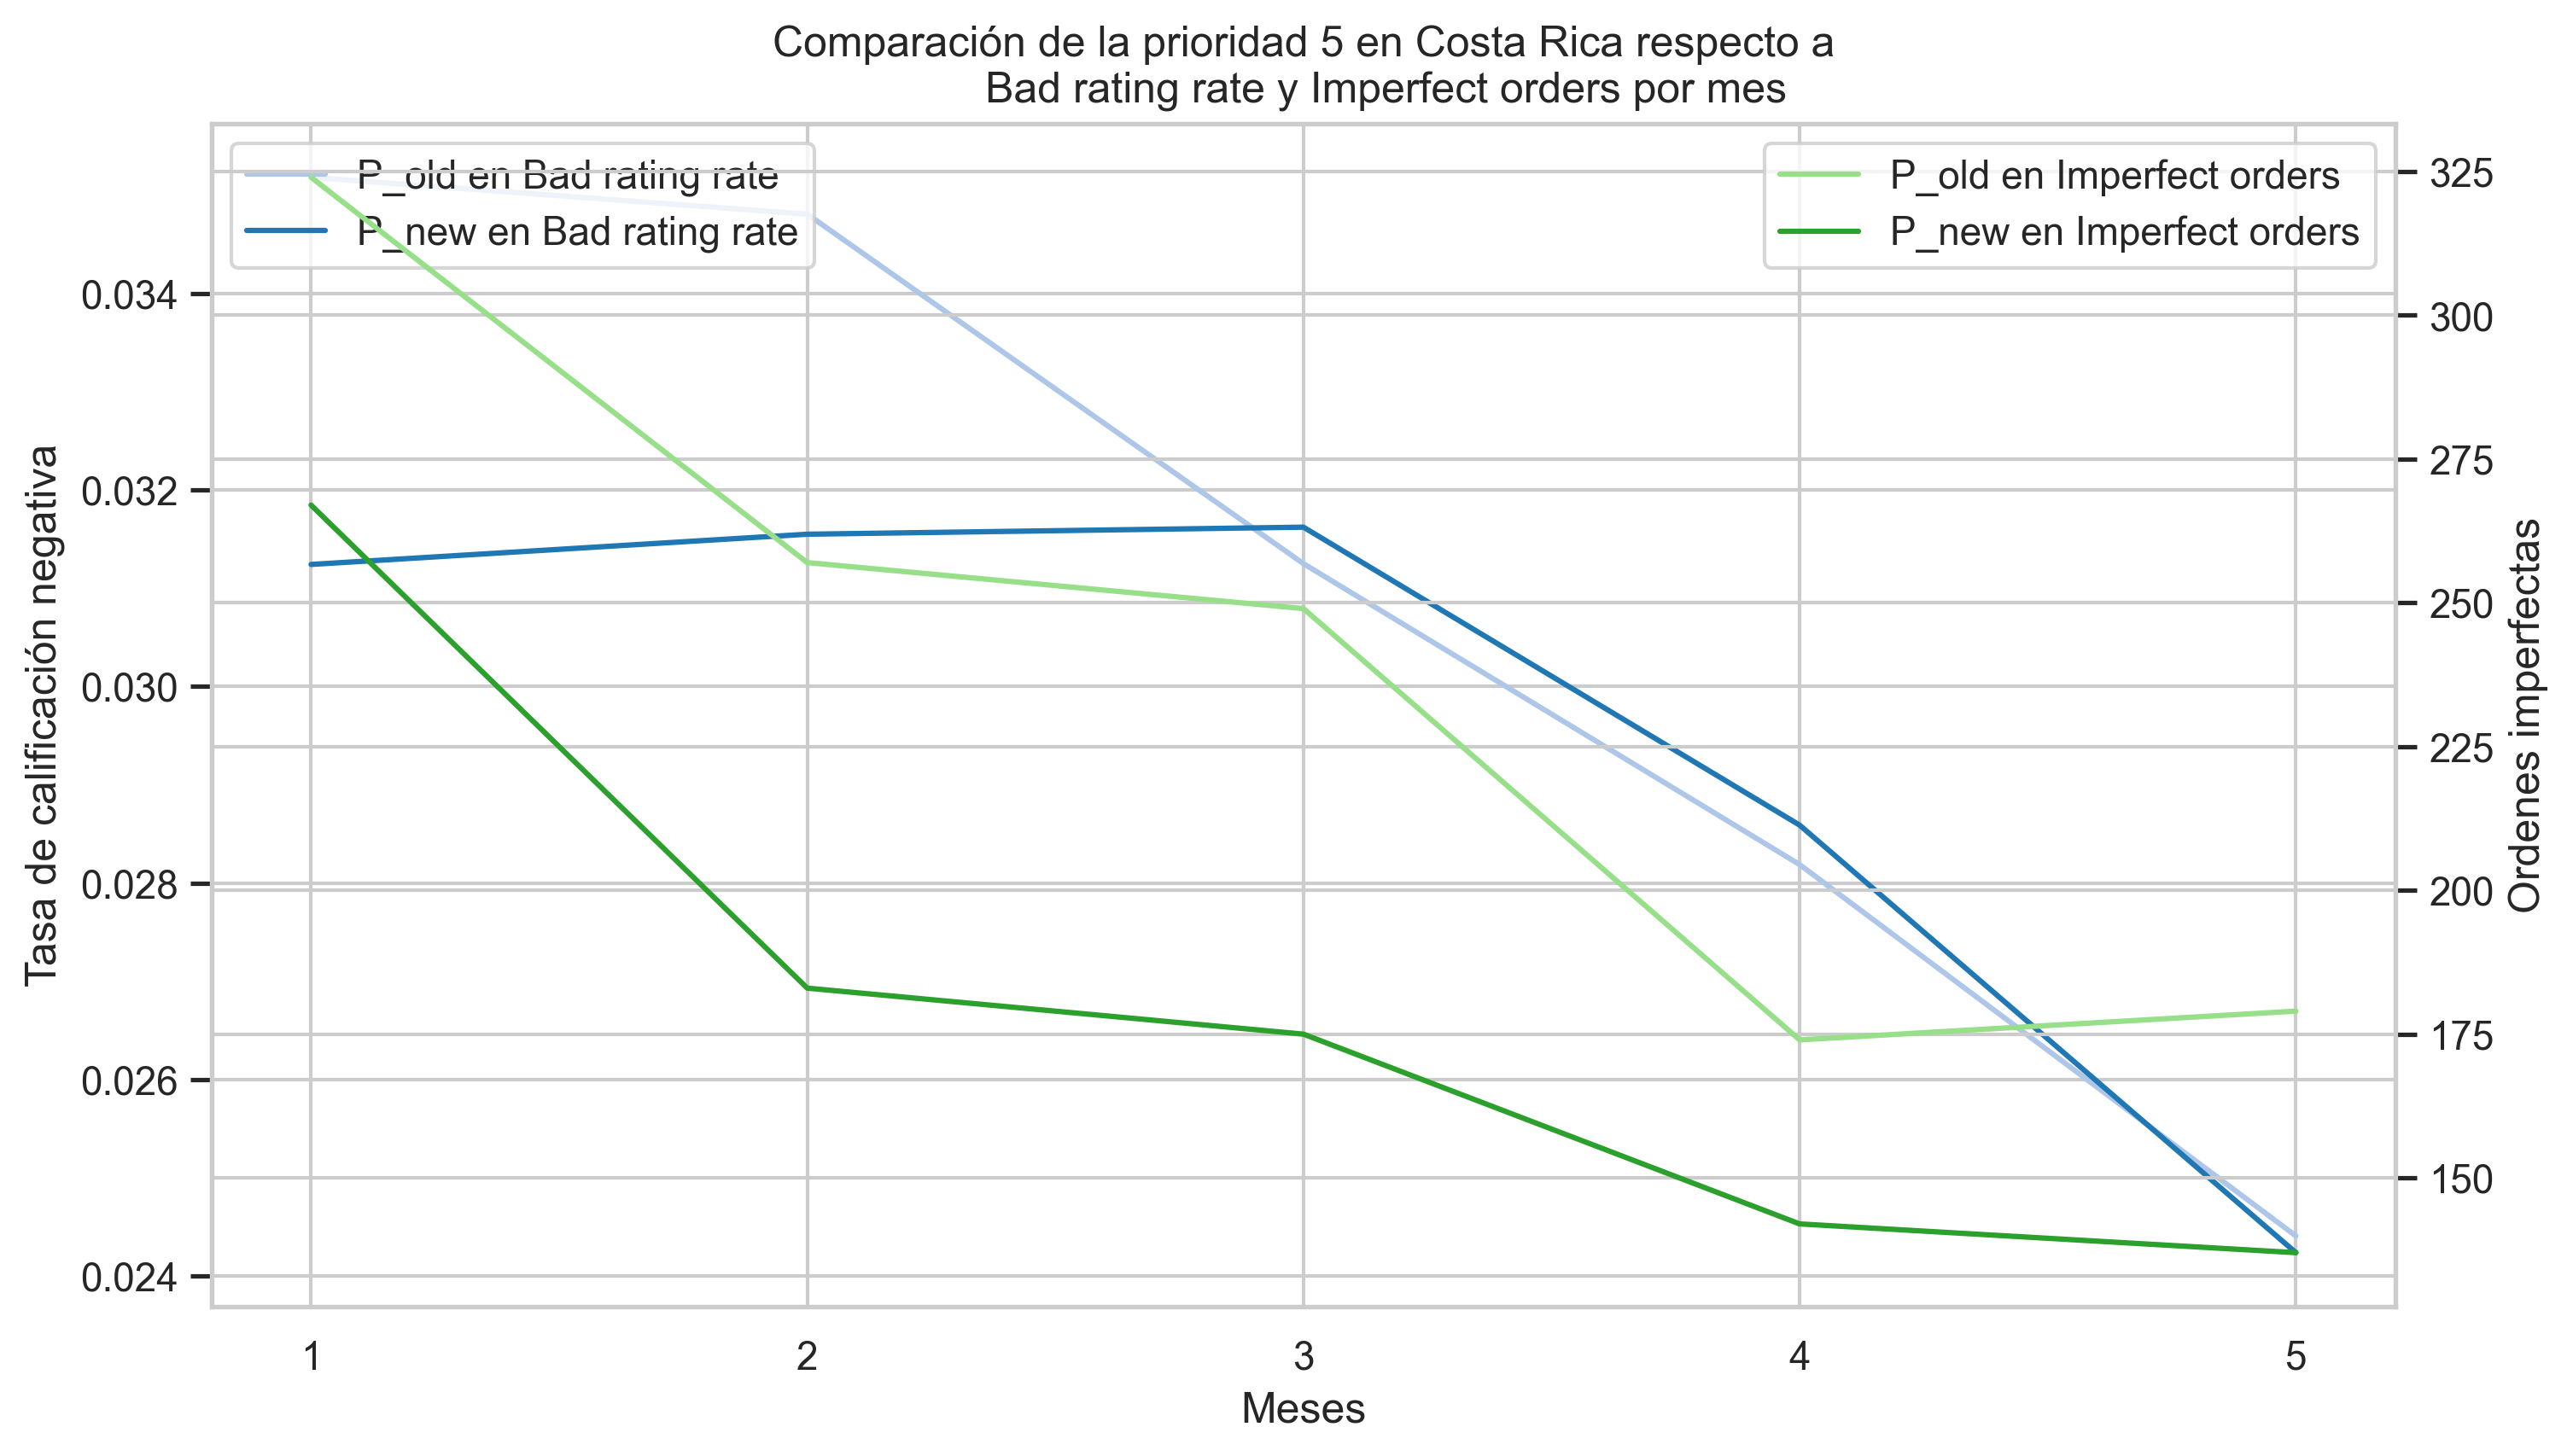 Comparación de la prioridad 5 en Costa Rica respecto a
Bad rating rate y Imperfect orders por mes
P_old en Bad rating rate
P_new en Bad rating rate
P_old en Imperfect orders
P_new en Imperfect orders
Tasa de calificación negativa
0.034
0.032
0.030
0.028
0.026
0.024
325
300
275
250
225
200
175
150
Ordenes imperfectas
1 2 3 4 5
Meses